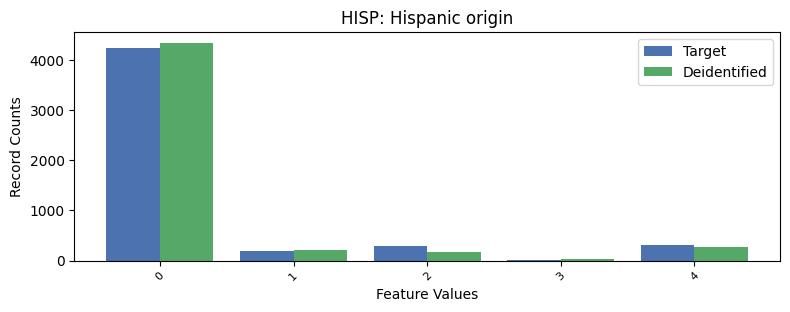 HISP: Hispanic origin
Target
Deidentified
Record Counts
4000
3000
2000
1000
0
0 1 2 3 4
Feature Values